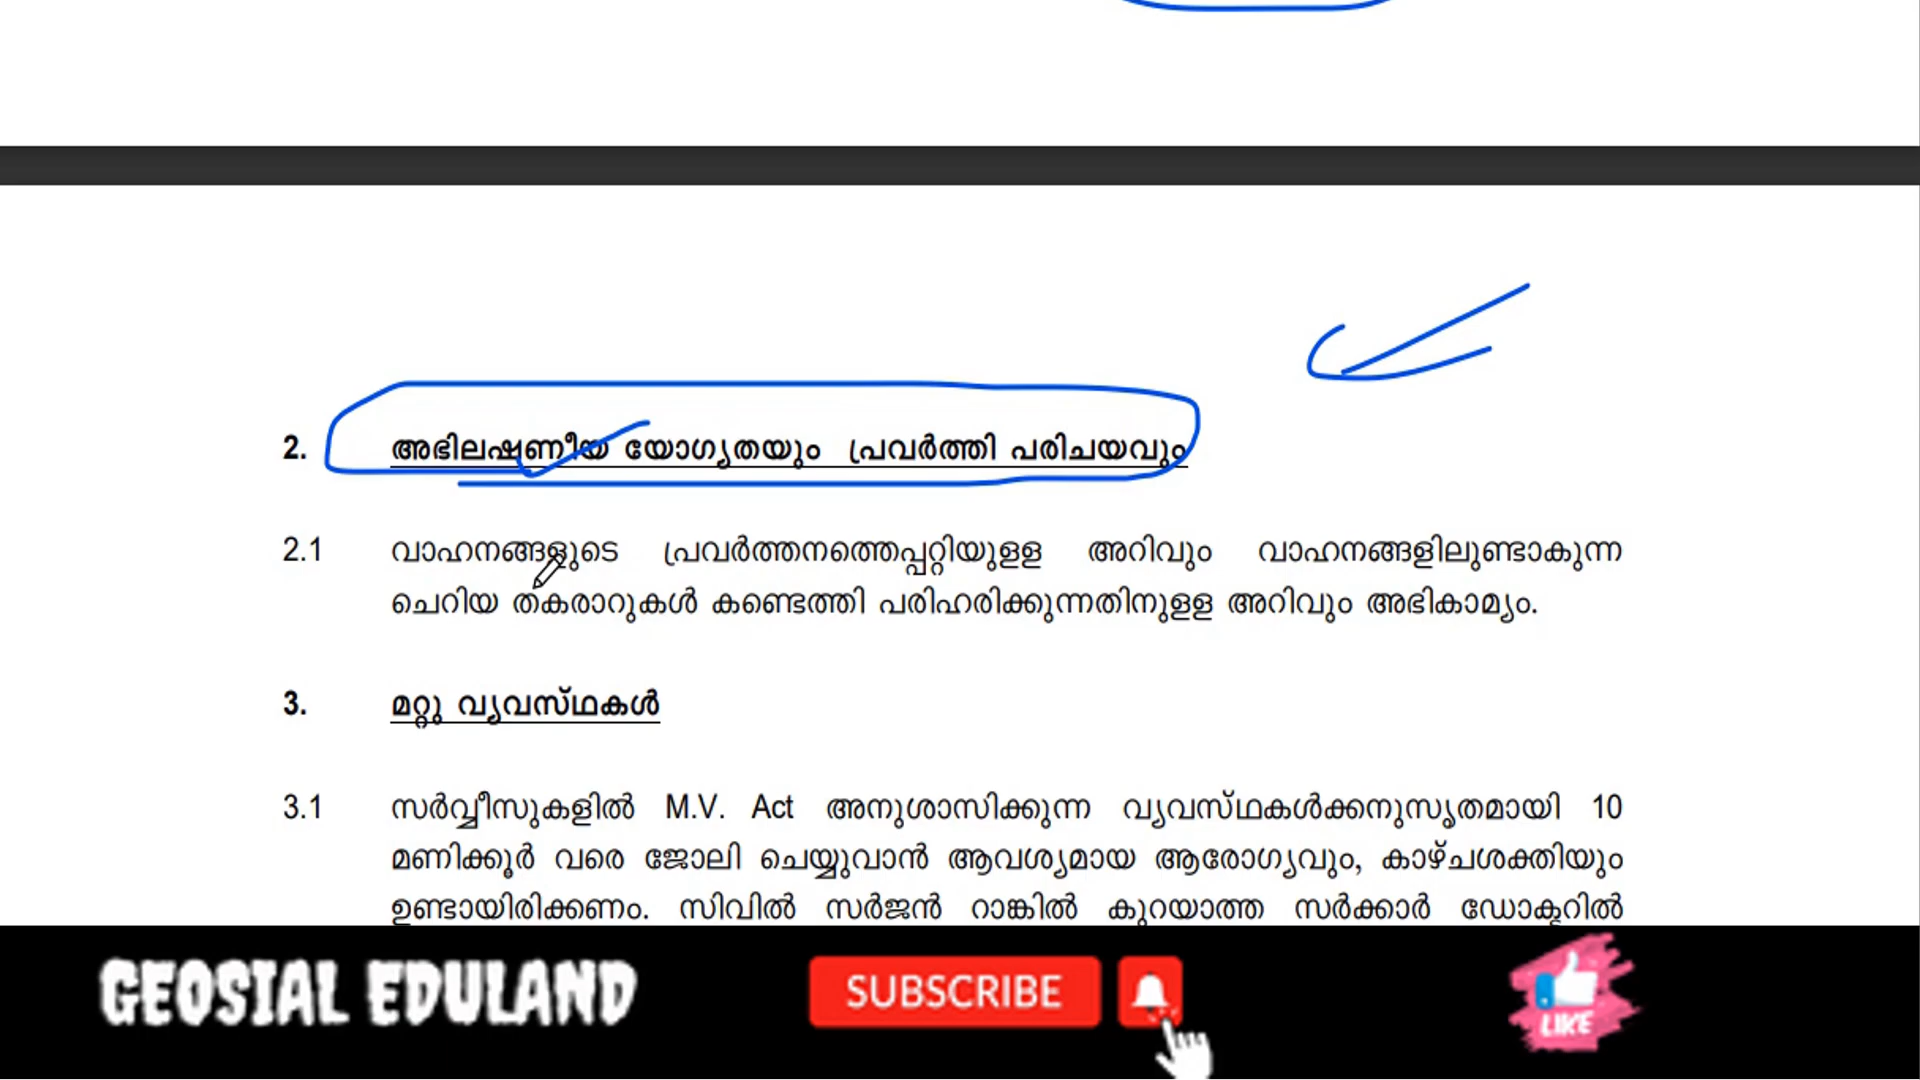 2. അഭിലഷണീയ യോഗ്യതയും പ്രവർത്തി പരിചയവും
2.1 വാഹനങ്ങളുടെ പ്രവർത്തനത്തെപ്പറ്റിയുളള അറിവും വാഹനങ്ങളിലുണ്ടാകുന്ന
ചെറിയ തകരാറുകൾ കണ്ടെത്തി പരിഹരിക്കുന്നതിനുളള അറിവും അഭികാമ്യം.
3. മറ്റു വ്യവസ്ഥകൾ
3.1 സർവ്വീസുകളിൽ M.V. Act അനുശാസിക്കുന്ന വ്യവസ്ഥകൾക്കനുസൃതമായി 10
മണിക്കൂർ വരെ ജോലി ചെയ്യുവാൻ ആവശ്യമായ ആരോഗ്യവും, കാഴ്ചശക്തിയും
ഉണ്ടായിരിക്കണം. സിവിൽ സർജൻ റാങ്കിൽ കുറയാത്ത സർക്കാർ ഡോക്ടറിൽ
GEOSIAL EDULAND
SUBSCRIBE
LIKE